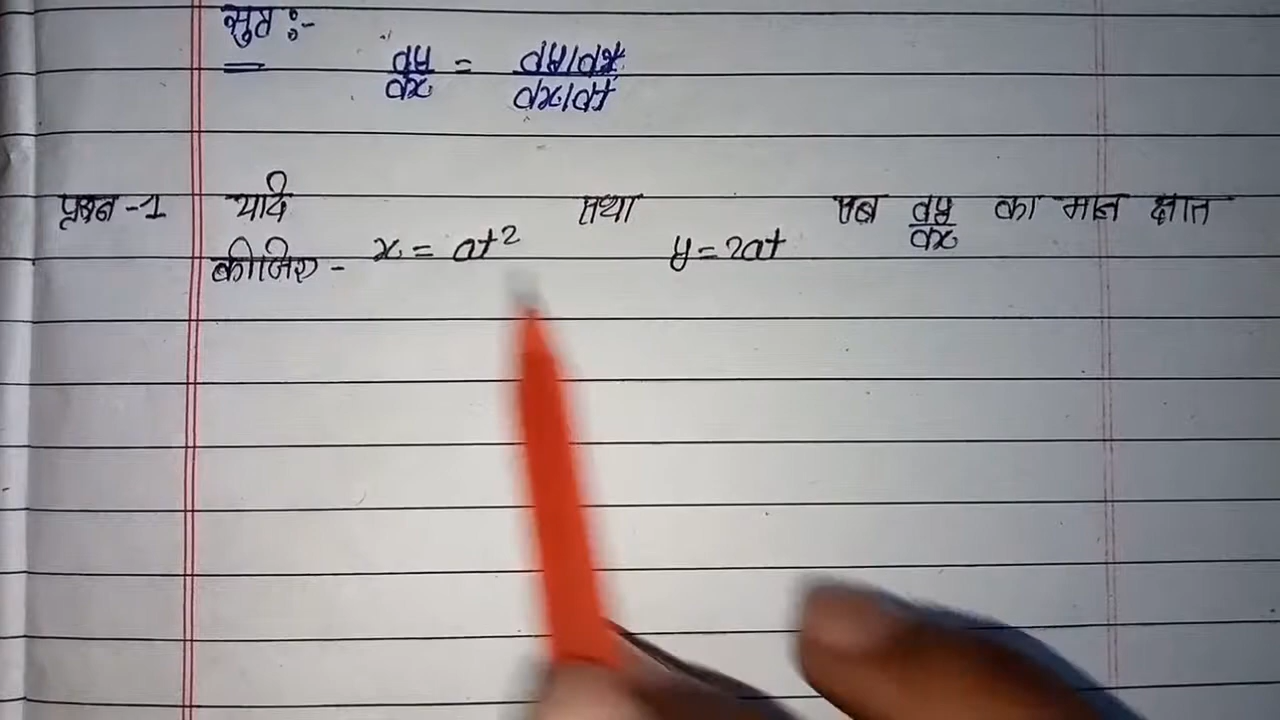 सुत्र :-
dy/dx = dy/dt / dx/dt
प्रश्न -1 यदि x = at² तथा y = 2at तब dy/dx का मान ज्ञात
कीजिए -